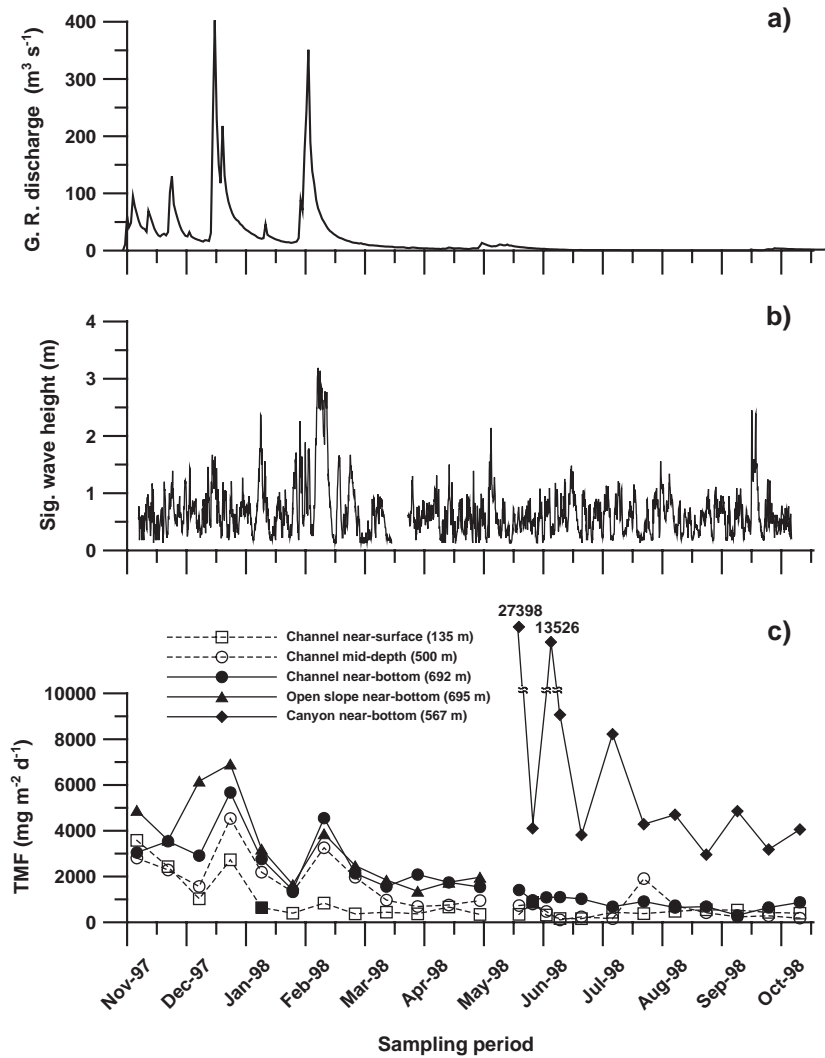 a)
G. R. discharge (m³ s⁻¹)
400
300
200
100
0
b)
Sig. wave height (m)
4
3
2
1
0
c)
27398
13526
Channel near-surface (135 m)
Channel mid-depth (500 m)
Channel near-bottom (692 m)
Open slope near-bottom (695 m)
Canyon near-bottom (567 m)
TMF (mg m⁻² d⁻¹)
10000
8000
6000
4000
2000
0
Nov-97
Dec-97
Jan-98
Feb-98
Mar-98
Apr-98
May-98
Jun-98
Jul-98
Aug-98
Sep-98
Oct-98
Sampling period